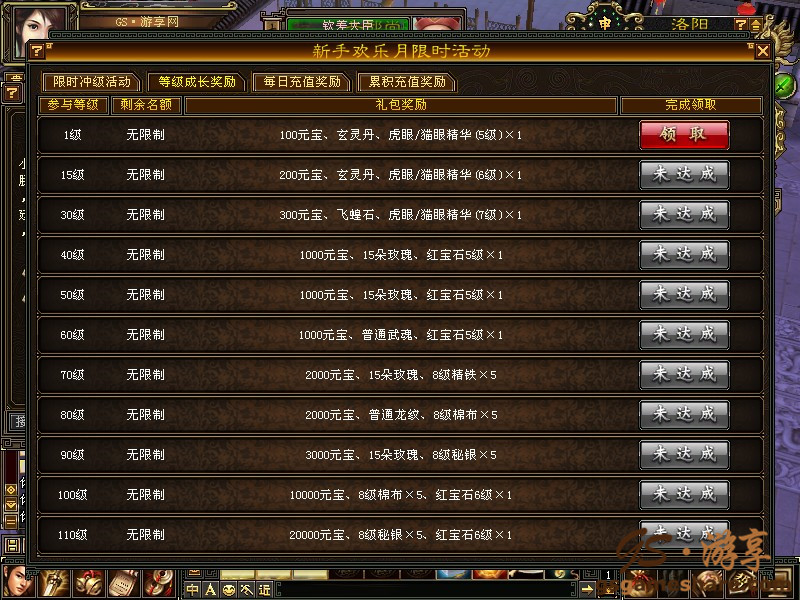 GS·游享网
钦差大臣
申
洛阳
新手欢乐月限时活动
限时冲级活动 等级成长奖励 每日充值奖励 累积充值奖励
参与等级 剩余名额 礼包奖励 完成领取
1级 无限制 100元宝、玄灵丹、虎眼/猫眼精华(5级)×1 领取
15级 无限制 200元宝、玄灵丹、虎眼/猫眼精华(6级)×1 未达成
30级 无限制 300元宝、飞蝗石、虎眼/猫眼精华(7级)×1 未达成
40级 无限制 1000元宝、15朵玫瑰、红宝石5级×1 未达成
50级 无限制 1000元宝、15朵玫瑰、红宝石5级×1 未达成
60级 无限制 1000元宝、普通武魂、红宝石5级×1 未达成
70级 无限制 2000元宝、15朵玫瑰、8级精铁×5 未达成
80级 无限制 2000元宝、普通龙纹、8级棉布×5 未达成
90级 无限制 3000元宝、15朵玫瑰、8级秘银×5 未达成
100级 无限制 10000元宝、8级棉布×5、红宝石6级×1 未达成
110级 无限制 20000元宝、8级秘银×5、红宝石6级×1 未达成
GS·游享
中 A 近
1